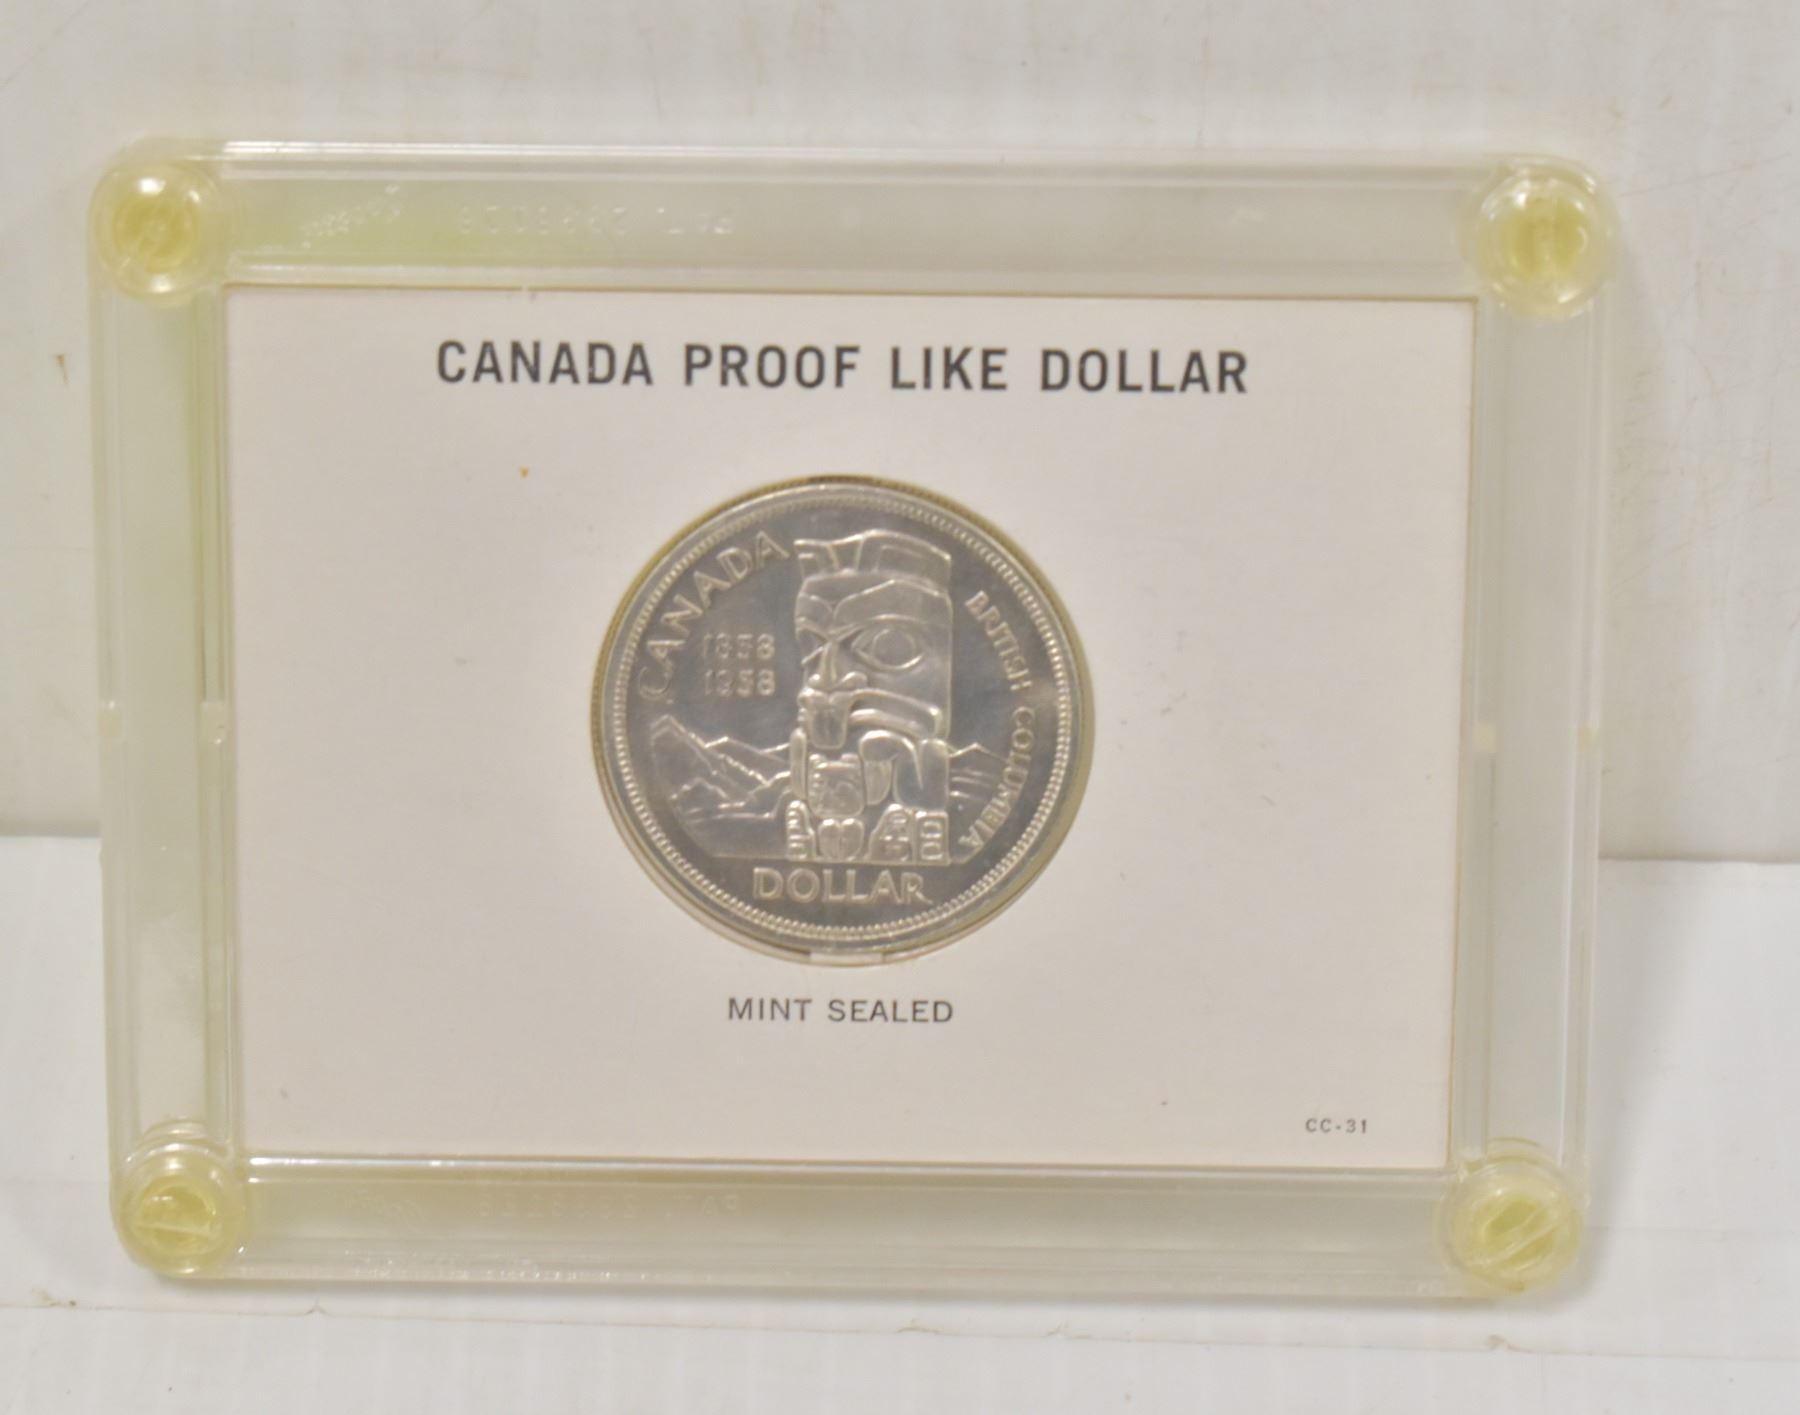 CANADA PROOF LIKE DOLLAR
CANADA
1858
1958
BRITISH COLUMBIA
DOLLAR
MINT SEALED
CC-31